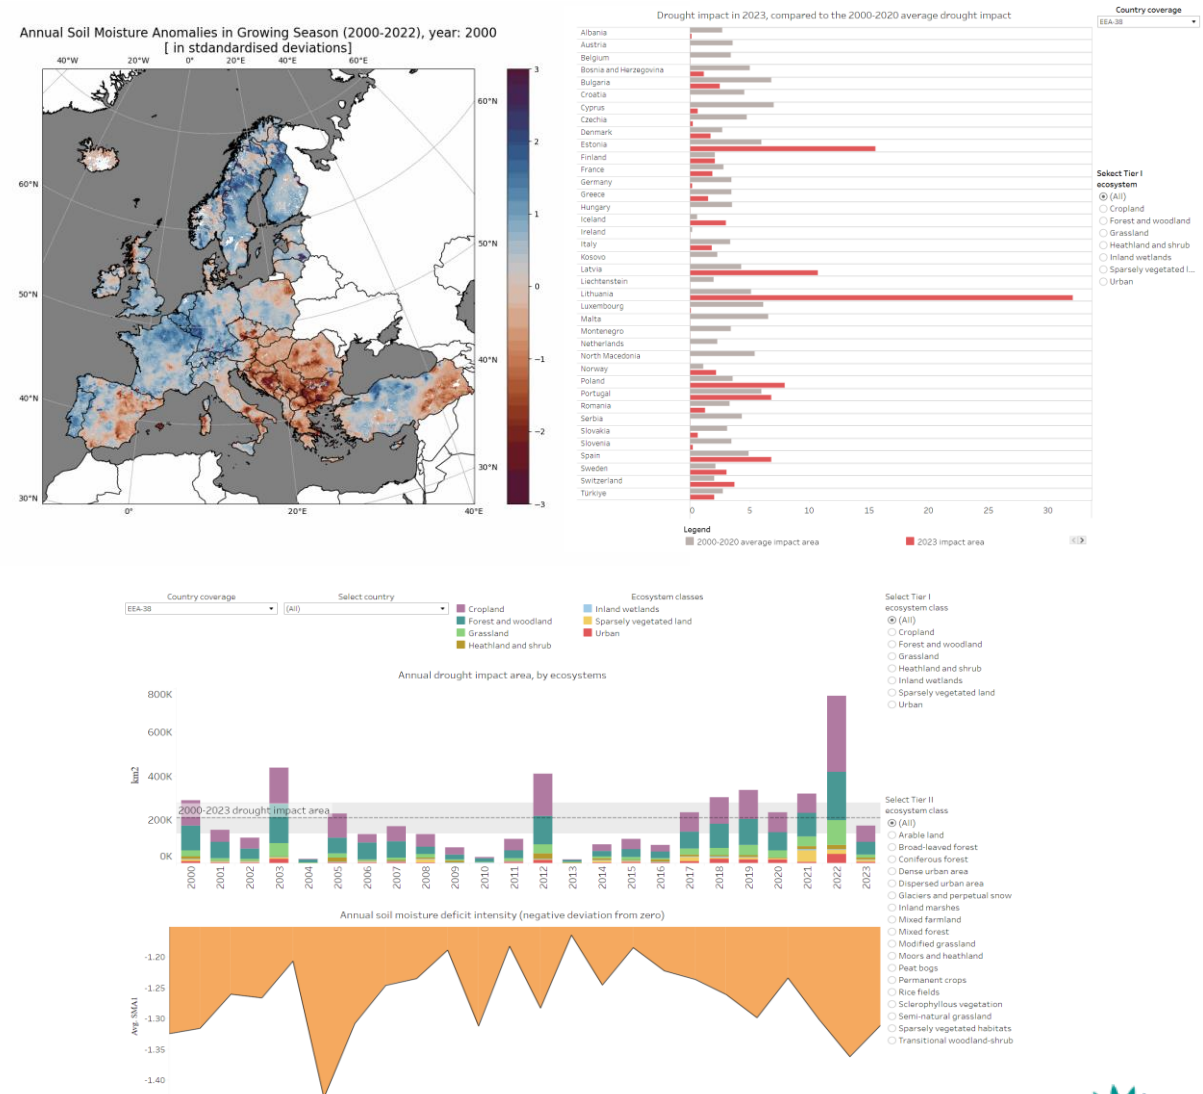 Annual Soil Moisture Anomalies in Growing Season (2000-2022), year: 2000
[ in stdandardised deviations]
40°W 20°W 0° 20°E 40°E 60°E
60°N
50°N
40°N
30°N
60°N
50°N
40°N
30°N
0° 20°E 40°E
3
2
1
0
−1
−2
−3
Drought impact in 2023, compared to the 2000-2020 average drought impact
Albania
Austria
Belgium
Bosnia and Herzegovina
Bulgaria
Croatia
Cyprus
Czechia
Denmark
Estonia
Finland
France
Germany
Greece
Hungary
Iceland
Ireland
Italy
Kosovo
Latvia
Liechtenstein
Lithuania
Luxembourg
Malta
Montenegro
Netherlands
North Macedonia
Norway
Poland
Portugal
Romania
Serbia
Slovakia
Slovenia
Spain
Sweden
Switzerland
Türkiye
0 5 10 15 20 25 30
Legend
2000-2020 average impact area 2023 impact area
Country coverage
EEA-38
Sekect Tier I
ecosystem
(All)
Cropland
Forest and woodland
Grassland
Heathland and shrub
Inland wetlands
Sparsely vegetated l...
Urban
Country coverage
EEA-38
Select country
(All)
Ecosystem classes
Cropland
Forest and woodland
Grassland
Heathland and shrub
Inland wetlands
Sparsely vegetated land
Urban
Select Tier I
ecosystem class
(All)
Cropland
Forest and woodland
Grassland
Heathland and shrub
Inland wetlands
Sparsely vegetated land
Urban
Annual drought impact area, by ecosystems
800K
600K
400K
200K
0K
km2
2000-2023 drought impact area
2000 2001 2002 2003 2004 2005 2006 2007 2008 2009 2010 2011 2012 2013 2014 2015 2016 2017 2018 2019 2020 2021 2022 2023
Select Tier II
ecosystem class
(All)
Arable land
Broad-leaved forest
Coniferous forest
Dense urban area
Dispersed urban area
Glaciers and perpetual snow
Inland marshes
Mixed farmland
Mixed forest
Modified grassland
Moors and heathland
Peat bogs
Permanent crops
Rice fields
Sclerophyllous vegetation
Semi-natural grassland
Sparsely vegetated habitats
Transitional woodland-shrub
Annual soil moisture deficit intensity (negative deviation from zero)
-1.20
-1.25
-1.30
-1.35
-1.40
Avg. SMA1